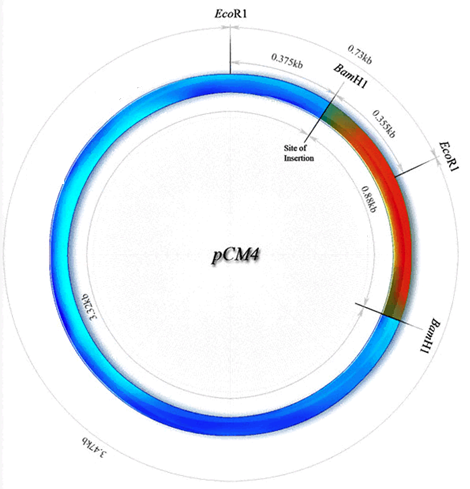 EcoR1
0.73kb
0.375kb
BamH1
0.355kb
EcoR1
Site of
Insertion
0.88kb
pCM4
BamH1
3.32kb
3.47kb